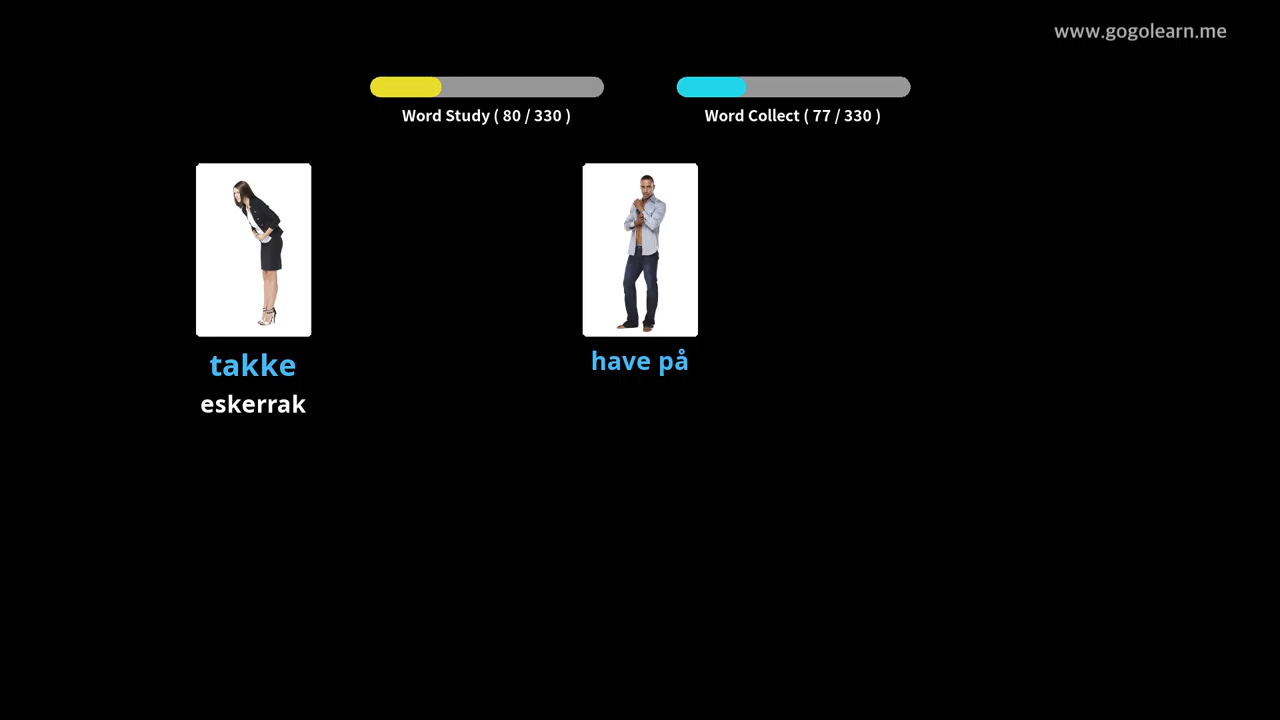 www.gogolearn.me
Word Study ( 80 / 330 )
Word Collect ( 77 / 330 )
takke
eskerrak
have på